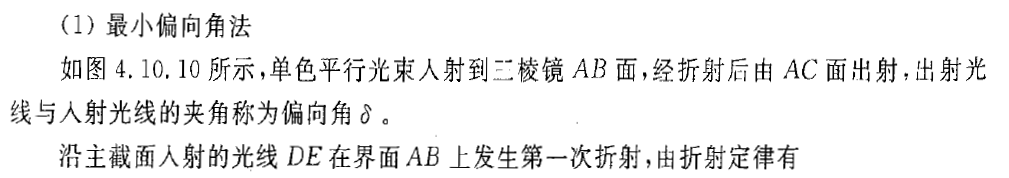 (1) 最小偏向角法
如图 4.10.10 所示,单色平行光束入射到三棱镜 AB 面,经折射后由 AC 面出射,出射光
线与入射光线的夹角称为偏向角 δ。
沿主截面入射的光线 DE 在界面 AB 上发生第一次折射,由折射定律有